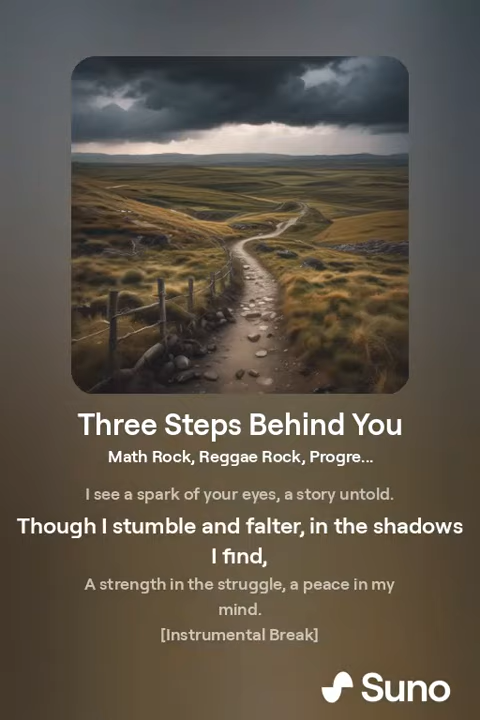 Three Steps Behind You
Math Rock, Reggae Rock, Progre...
I see a spark of your eyes, a story untold.
Though I stumble and falter, in the shadows
I find,
A strength in the struggle, a peace in my
mind.
[Instrumental Break]
Suno